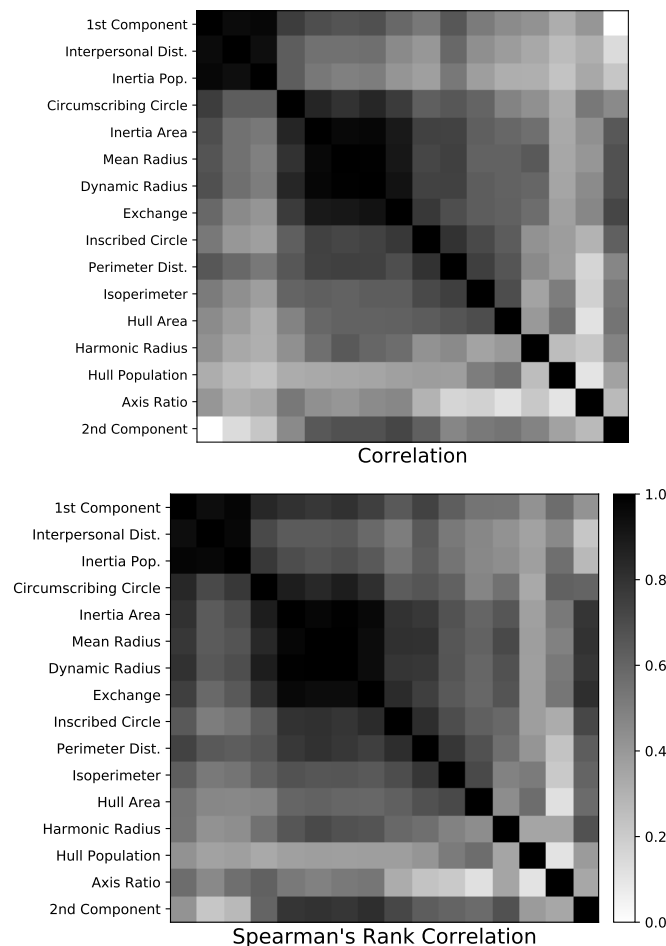 1st Component
Interpersonal Dist.
Inertia Pop.
Circumscribing Circle
Inertia Area
Mean Radius
Dynamic Radius
Exchange
Inscribed Circle
Perimeter Dist.
Isoperimeter
Hull Area
Harmonic Radius
Hull Population
Axis Ratio
2nd Component
Correlation
1st Component
Interpersonal Dist.
Inertia Pop.
Circumscribing Circle
Inertia Area
Mean Radius
Dynamic Radius
Exchange
Inscribed Circle
Perimeter Dist.
Isoperimeter
Hull Area
Harmonic Radius
Hull Population
Axis Ratio
2nd Component
Spearman's Rank Correlation
1.0
0.8
0.6
0.4
0.2
0.0